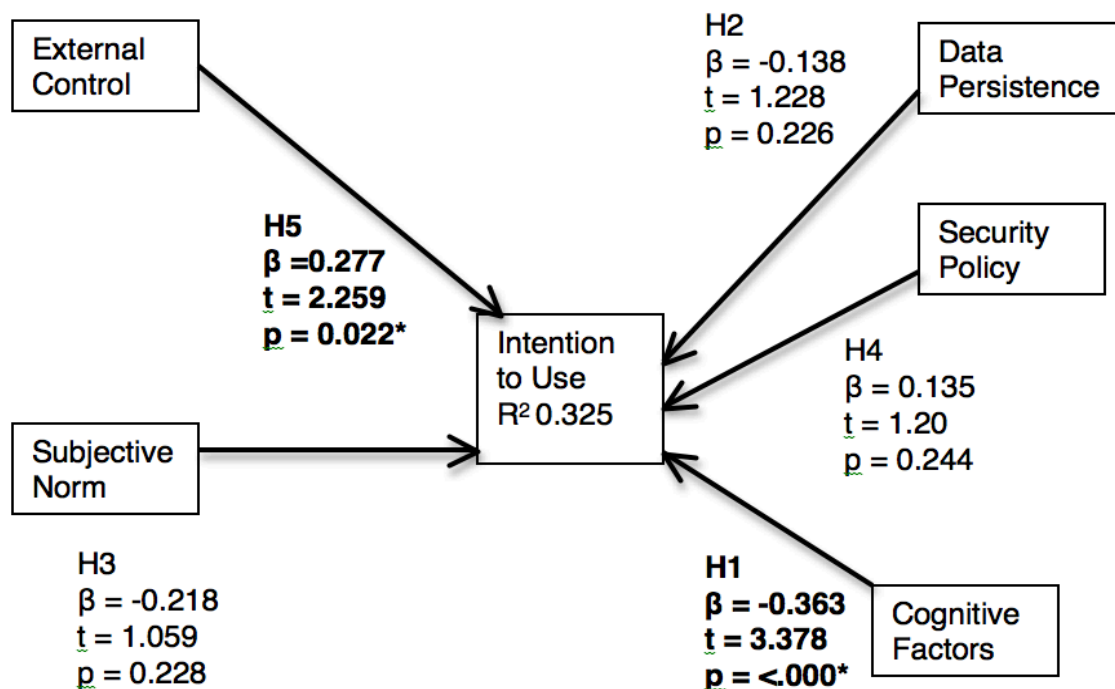 External
Control
H2
β = -0.138
t = 1.228
p = 0.226
Data
Persistence
H5
β =0.277
t = 2.259
p = 0.022*
Security
Policy
Intention
to Use
R² 0.325
H4
β = 0.135
t = 1.20
p = 0.244
Subjective
Norm
H3
β = -0.218
t = 1.059
p = 0.228
H1
β = -0.363
t = 3.378
p = <.000*
Cognitive
Factors